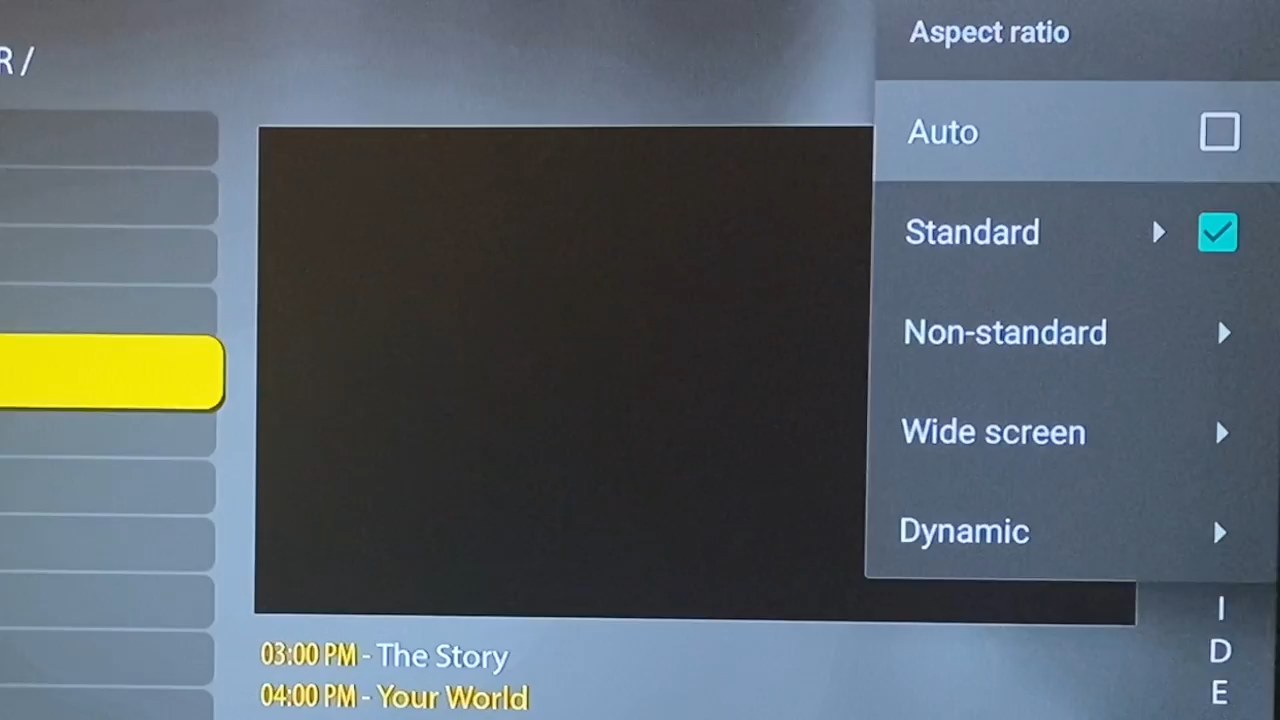 R /
Aspect ratio
Auto
Standard
Non-standard
Wide screen
Dynamic
03:00 PM - The Story
04:00 PM - Your World
I
D
E